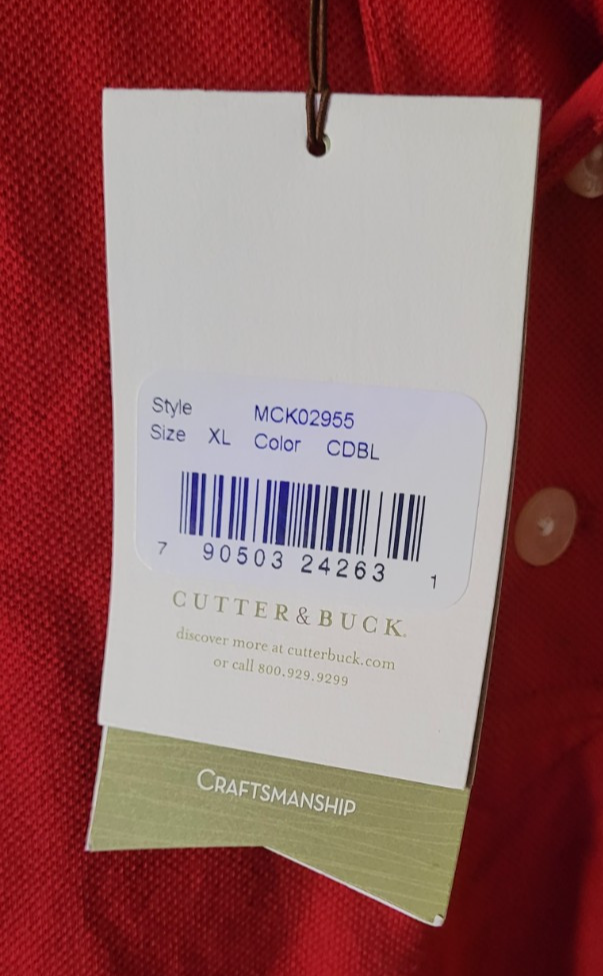 Style MCK02955
Size XL Color CDBL
7 90503 24263 1
CUTTER & BUCK.
discover more at cutterbuck.com
or call 800.929.9299
CRAFTSMANSHIP